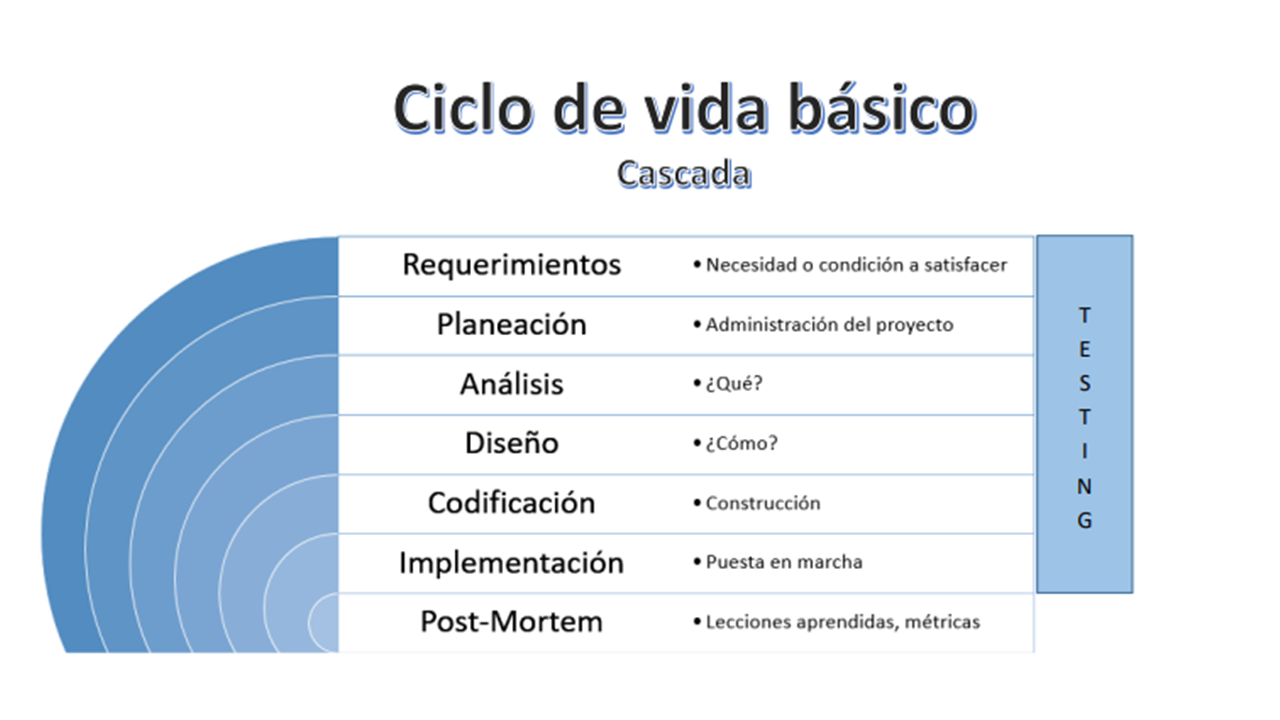 Ciclo de vida básico
Cascada
Requerimientos
• Necesidad o condición a satisfacer
Planeación
• Administración del proyecto
Análisis
• ¿Qué?
Diseño
• ¿Cómo?
Codificación
• Construcción
Implementación
• Puesta en marcha
Post-Mortem
• Lecciones aprendidas, métricas
T
E
S
T
I
N
G